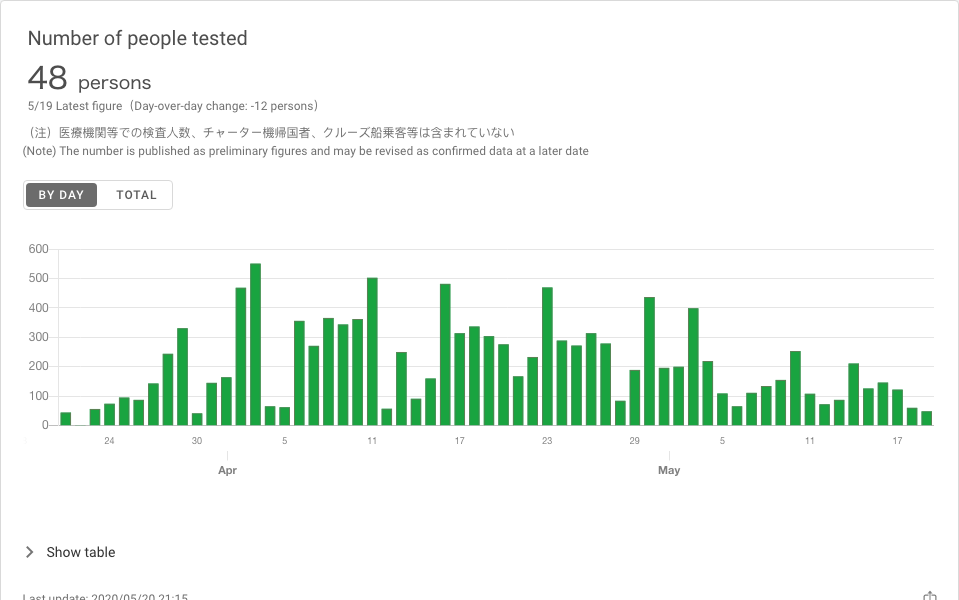 Number of people tested
48 persons
5/19 Latest figure（Day-over-day change: -12 persons）
（注）医療機関等での検査人数、チャーター機帰国者、クルーズ船乗客等は含まれていない
(Note) The number is published as preliminary figures and may be revised as confirmed data at a later date
BY DAY TOTAL
600
500
400
300
200
100
0
24 30 5 11 17 23 29 5 11 17
Apr May
Show table
Last update: 2020/05/20 21:15